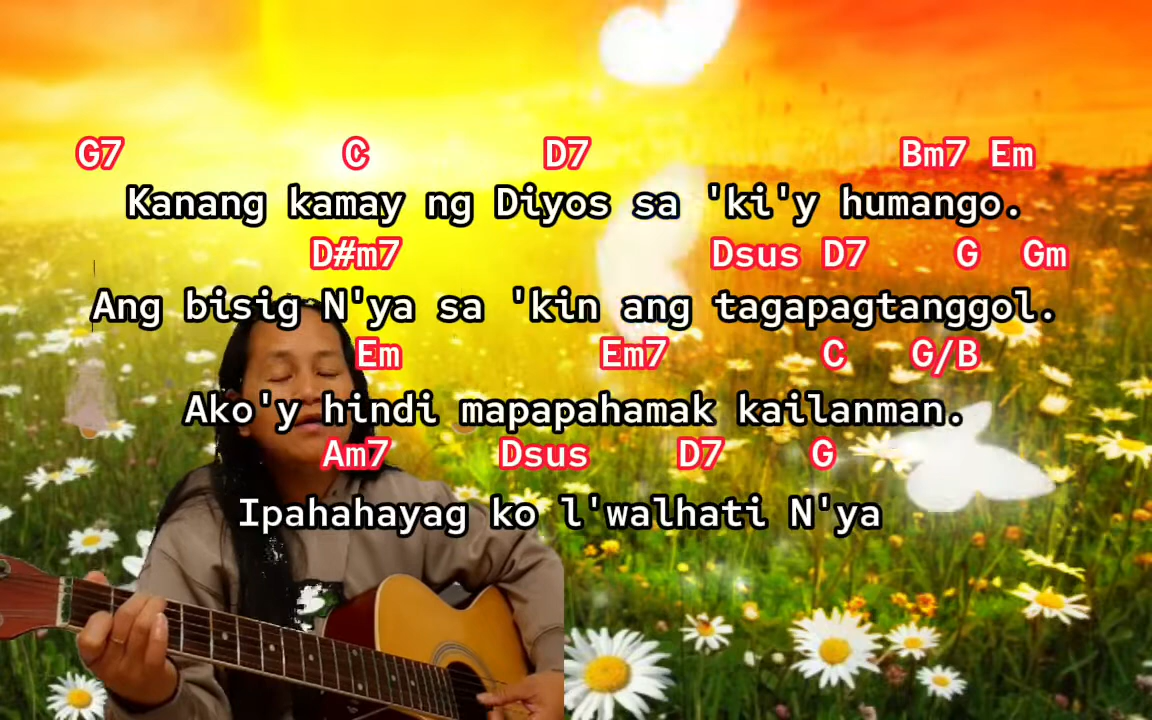 G7 C D7 Bm7 Em
Kanang kamay ng Diyos sa 'ki'y humango.
D#m7 Dsus D7 G Gm
Ang bisig N'ya sa 'kin ang tagapagtanggol.
Em Em7 C G/B
Ako'y hindi mapapahamak kailanman.
Am7 Dsus D7 G
Ipahahayag ko l'walhati N'ya